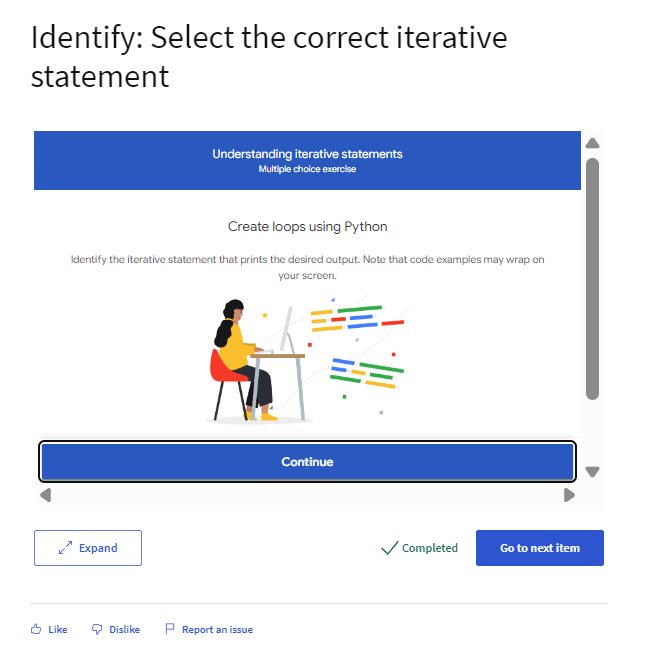 Identify: Select the correct iterative
statement
Understanding iterative statements
Multiple choice exercise
Create loops using Python
Identify the iterative statement that prints the desired output. Note that code examples may wrap on
your screen.
Continue
Expand
Completed
Go to next item
Like
Dislike
Report an issue